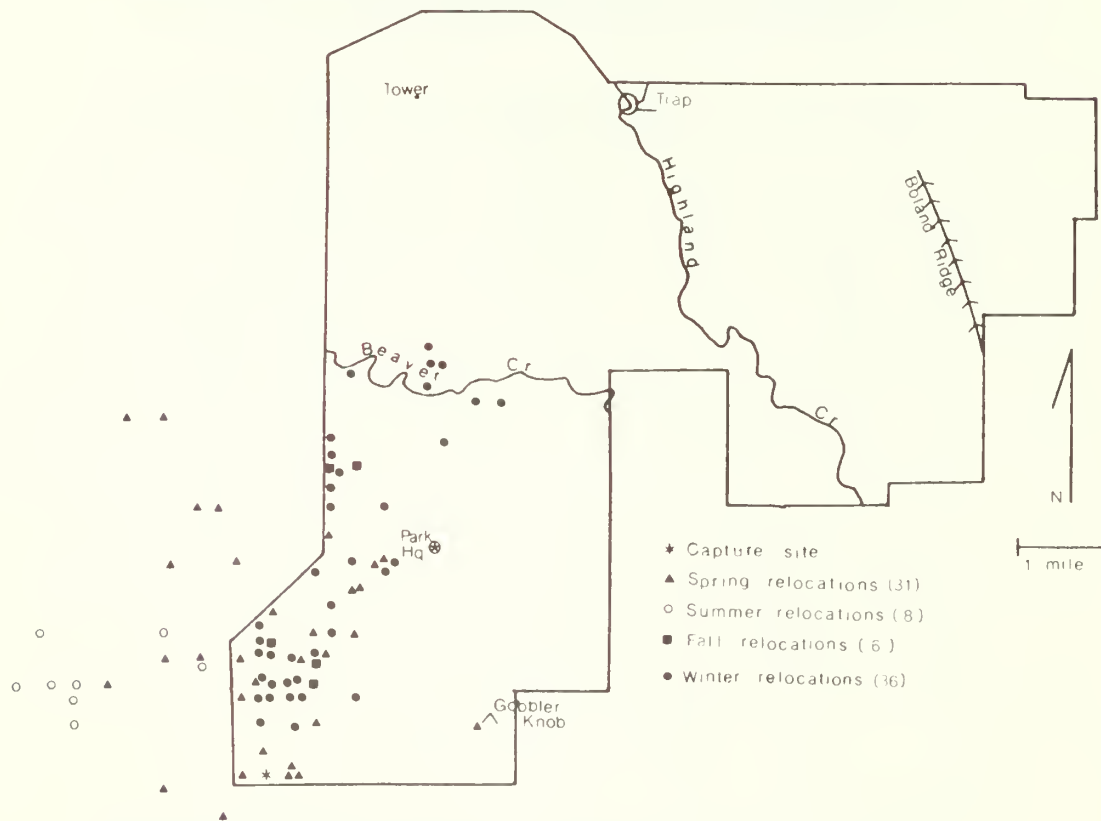 Tower
Trap
Highland
Boland Ridge
Beaver Cr
Cr
N
Park
Hq
1 mile
Capture site
Spring relocations (31)
Summer relocations (8)
Fall relocations (6)
Winter relocations (36)
Gobbler
Knob